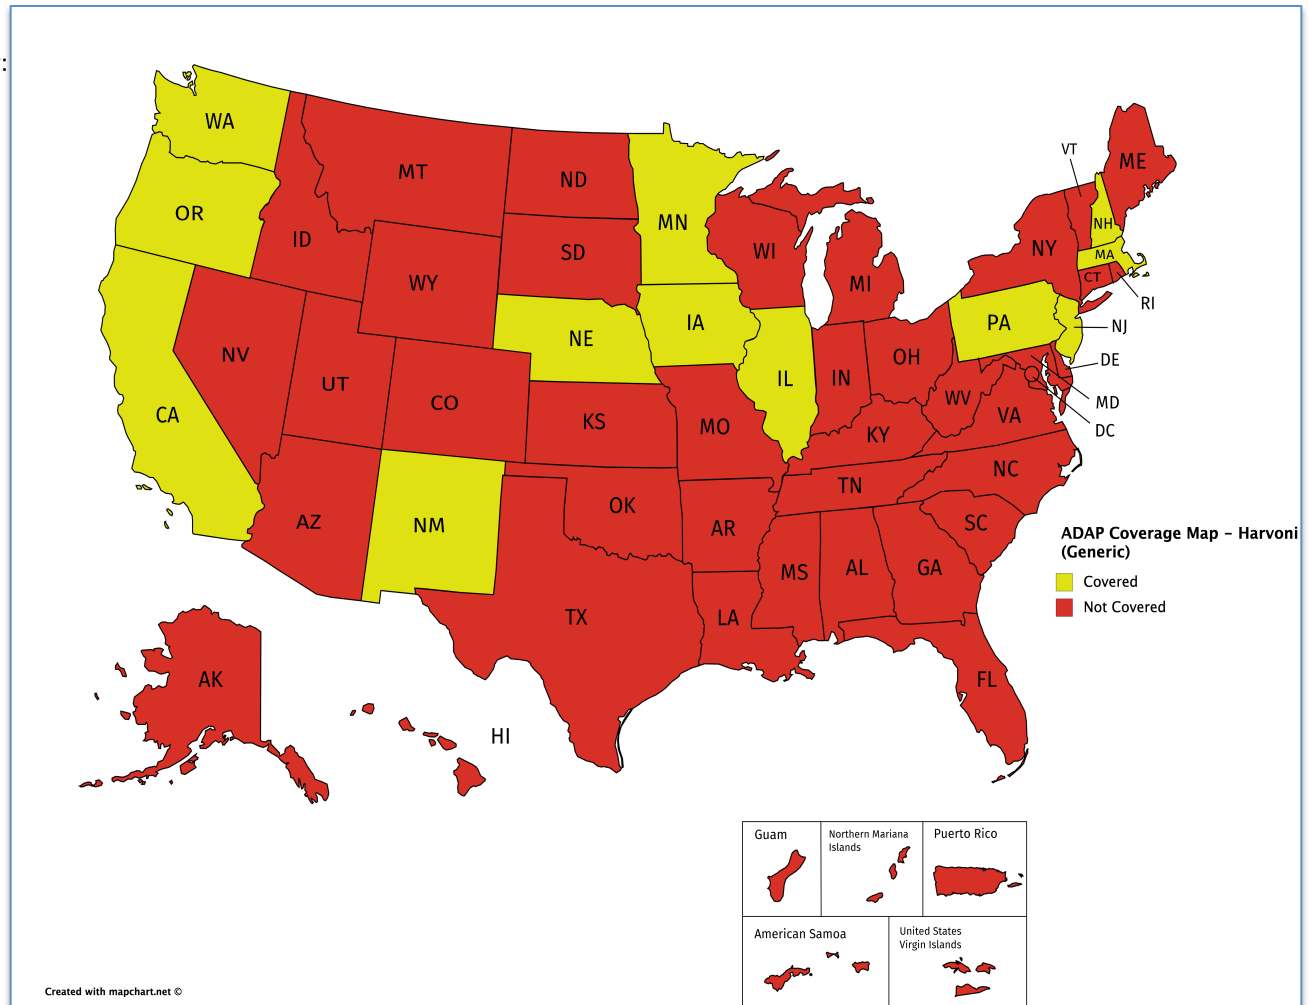 :
WA
MT
ND
MN
VT
ME
OR
ID
SD
WI
NH
NY
MA
WY
MI
CT
RI
NE
IA
PA
NJ
NV
UT
IL
IN
OH
DE
CO
WV
MD
CA
KS
MO
KY
VA
DC
AZ
NM
OK
TN
NC
AR
SC
ADAP Coverage Map – Harvoni
(Generic)
MS
AL
GA
Covered
Not Covered
TX
LA
AK
FL
HI
Guam
Northern Mariana
Islands
Puerto Rico
American Samoa
United States
Virgin Islands
Created with mapchart.net ©